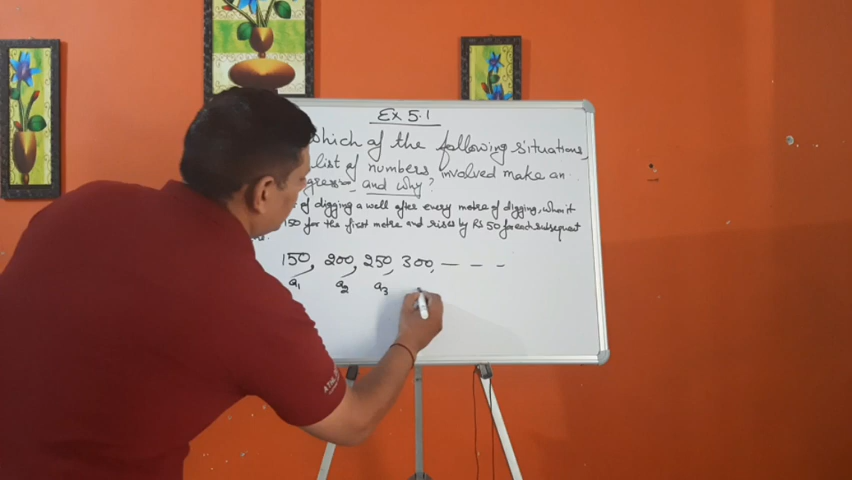 Ex 5.1
which of the following situations,
list of numbers involved make an
and why?
of digging a well after every metre of digging, when it
150 for the first metre and rises by Rs 50 for each subsequent
150, 200, 250, 300, — — –
a1 a2 a3